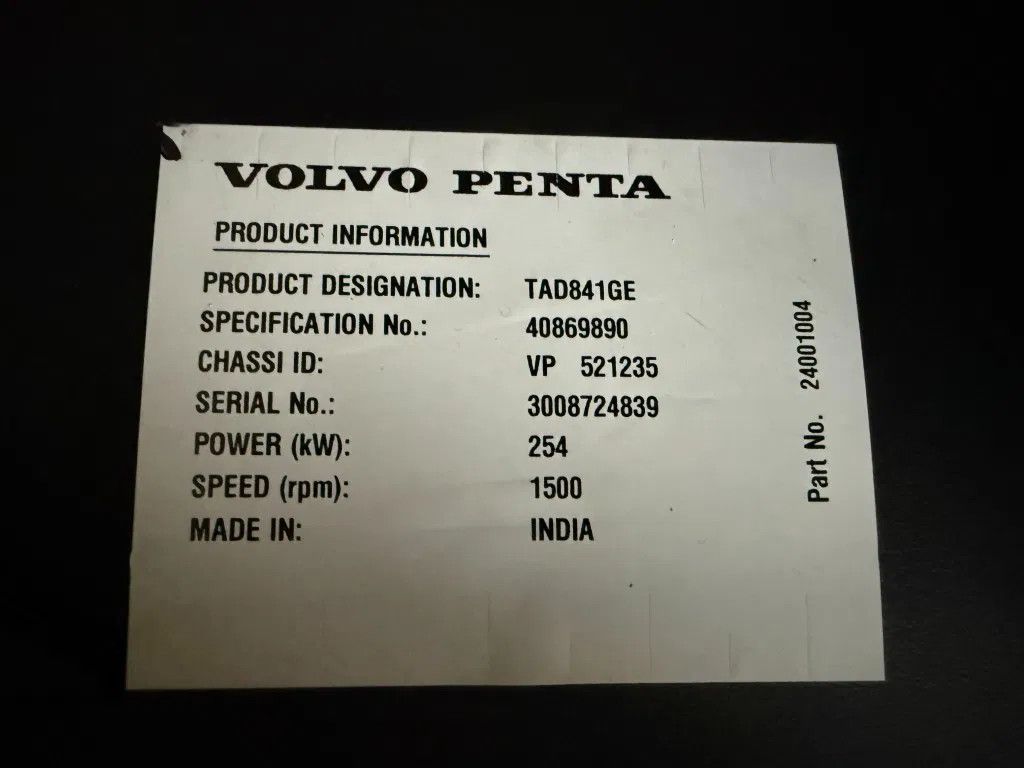 VOLVO PENTA
PRODUCT INFORMATION
PRODUCT DESIGNATION: TAD841GE
SPECIFICATION No.: 40869890
CHASSI ID: VP 521235
SERIAL No.: 3008724839
POWER (kW): 254
SPEED (rpm): 1500
MADE IN: INDIA
Part No. 24001004